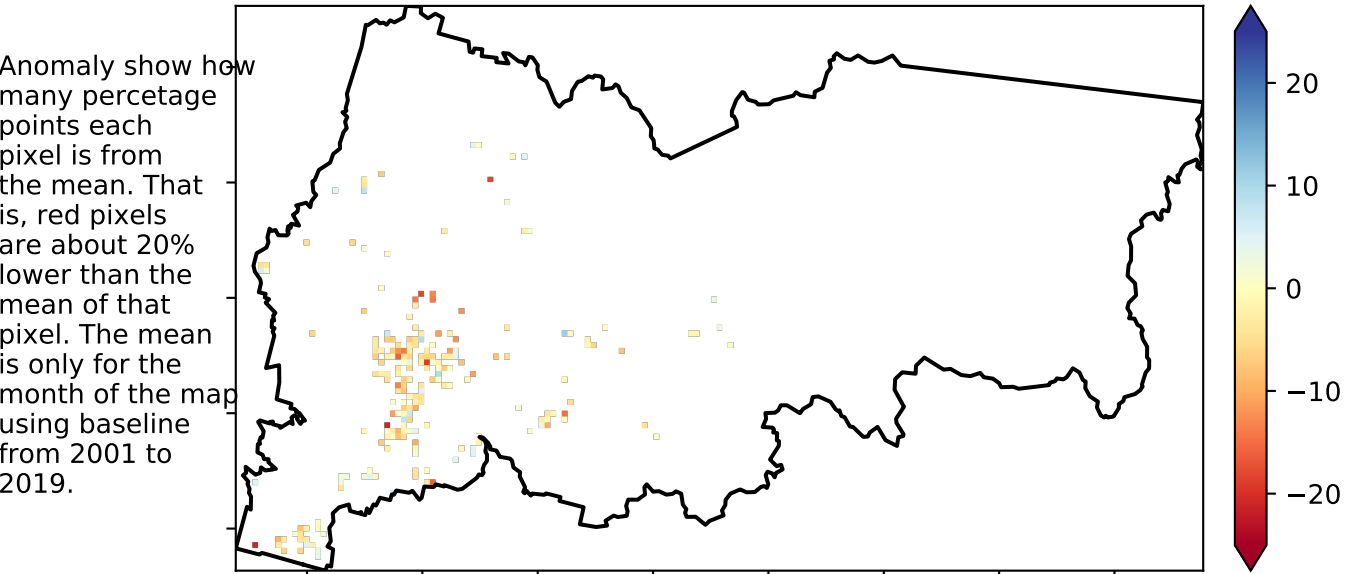 Anomaly show how
many percetage
points each
pixel is from
the mean. That
is, red pixels
are about 20%
lower than the
mean of that
pixel. The mean
is only for the
month of the map
using baseline
from 2001 to
2019.
20
10
0
−10
−20